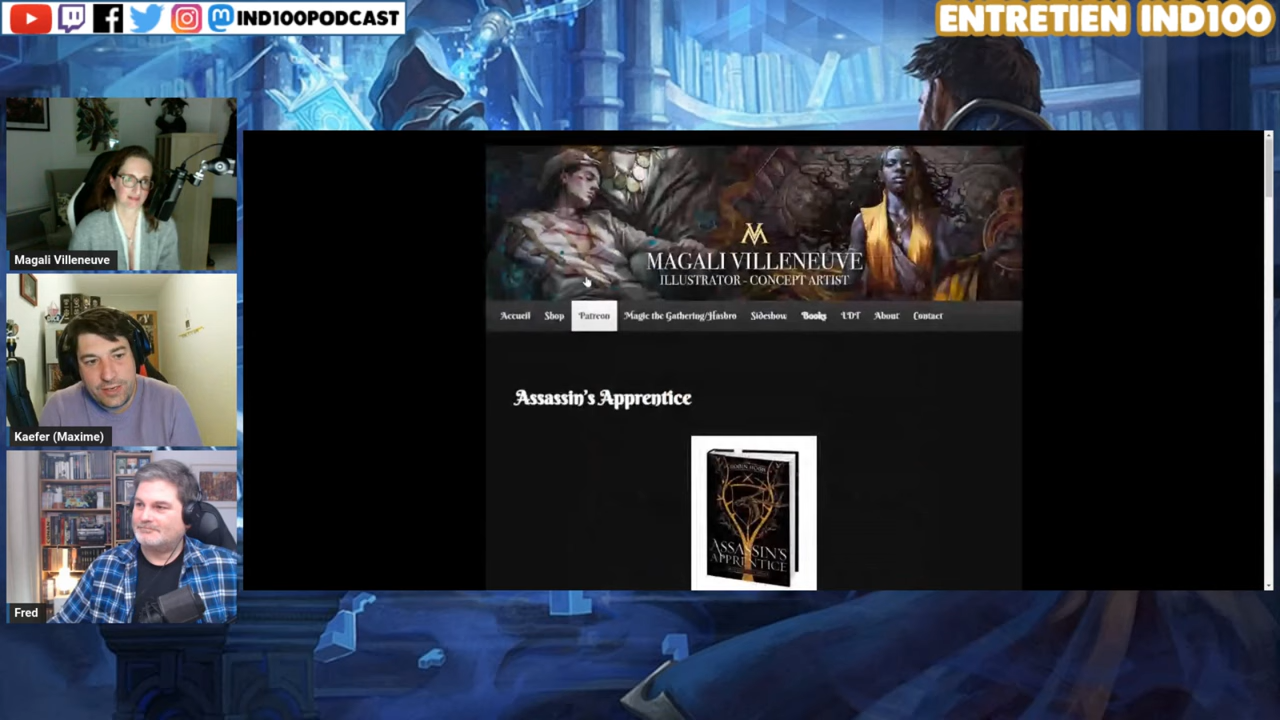 IND100PODCAST
ENTRETIEN IND100
Magali Villeneuve
Kaefer (Maxime)
Fred
MAGALI VILLENEUVE
ILLUSTRATOR - CONCEPT ARTIST
Accueil Shop Patreon Magic the Gathering/Hasbro Sideshow Books LDT About Contact
Assassin's Apprentice
ROBIN HOBB
ASSASSIN'S
APPRENTICE